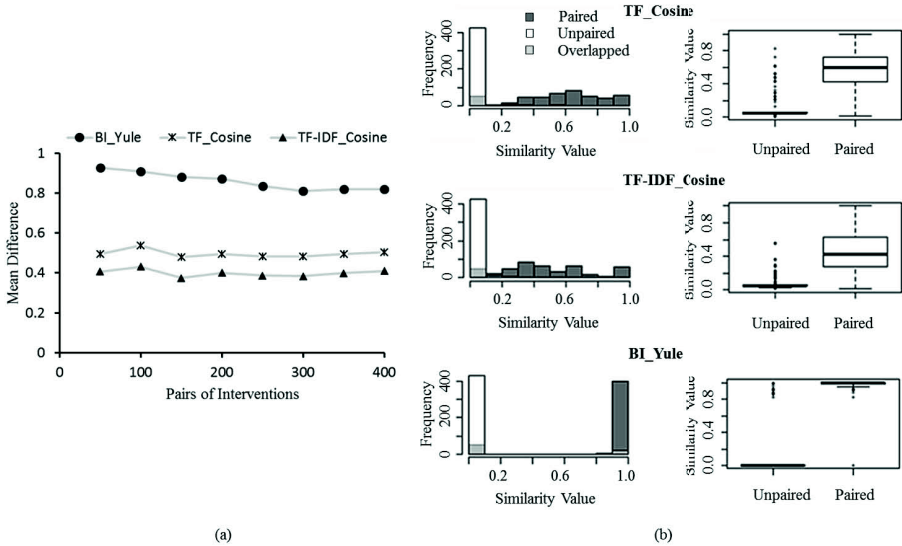 BI_Yule TF_Cosine TF-IDF_Cosine
Mean Difference
1
0.8
0.6
0.4
0.2
0
0 100 200 300 400
Pairs of Interventions
(a)
TF_Cosine
Paired
Unpaired
Overlapped
Frequency
0 200 400
0.2 0.6 1.0
Similarity Value
Similarity Value
0.0 0.4 0.8
Unpaired Paired
TF-IDF_Cosine
Frequency
0 200 400
0.2 0.6 1.0
Similarity Value
Similarity Value
0.0 0.4 0.8
Unpaired Paired
BI_Yule
Frequency
0 200 400
0.2 0.6 1.0
Similarity Value
Similarity Value
0.0 0.4 0.8
Unpaired Paired
(b)